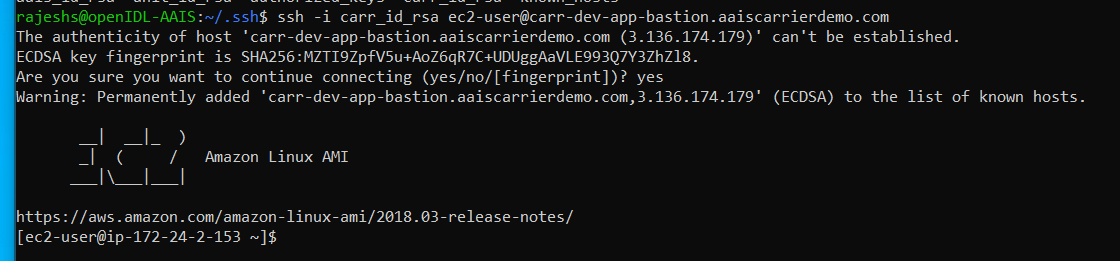 rajeshs@openIDL-AAIS:~/.ssh$ ssh -i carr_id_rsa ec2-user@carr-dev-app-bastion.aaiscarrierdemo.com
The authenticity of host 'carr-dev-app-bastion.aaiscarrierdemo.com (3.136.174.179)' can't be established.
ECDSA key fingerprint is SHA256:MZTI9ZpfV5u+AoZ6qR7C+UDUggAaVLE993Q7Y3ZhZl8.
Are you sure you want to continue connecting (yes/no/[fingerprint])? yes
Warning: Permanently added 'carr-dev-app-bastion.aaiscarrierdemo.com,3.136.174.179' (ECDSA) to the list of known hosts.
       __|  __|_  )
       _|  (     /   Amazon Linux AMI
      ___|\___|___|
https://aws.amazon.com/amazon-linux-ami/2018.03-release-notes/
[ec2-user@ip-172-24-2-153 ~]$